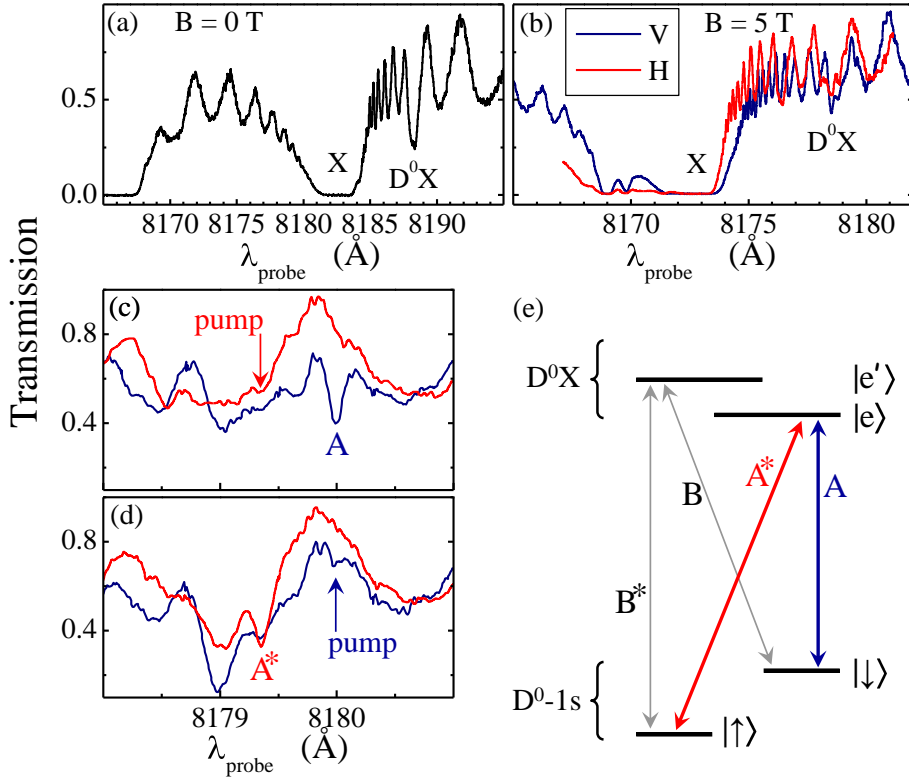 (a)
B = 0 T
0.5
0.0
X
D⁰X
8170 8175 8180 8185 8190
λprobe (Å)
(b)
V
H
B = 5 T
X
D⁰X
8170 8175 8180
λprobe (Å)
Transmission
(c)
0.8
0.4
pump
A
(d)
0.8
0.4
A*
pump
8179 8180
λprobe (Å)
(e)
D⁰X
|e'⟩
|e⟩
A*
A
B
B*
D⁰-1s
|↓⟩
|↑⟩